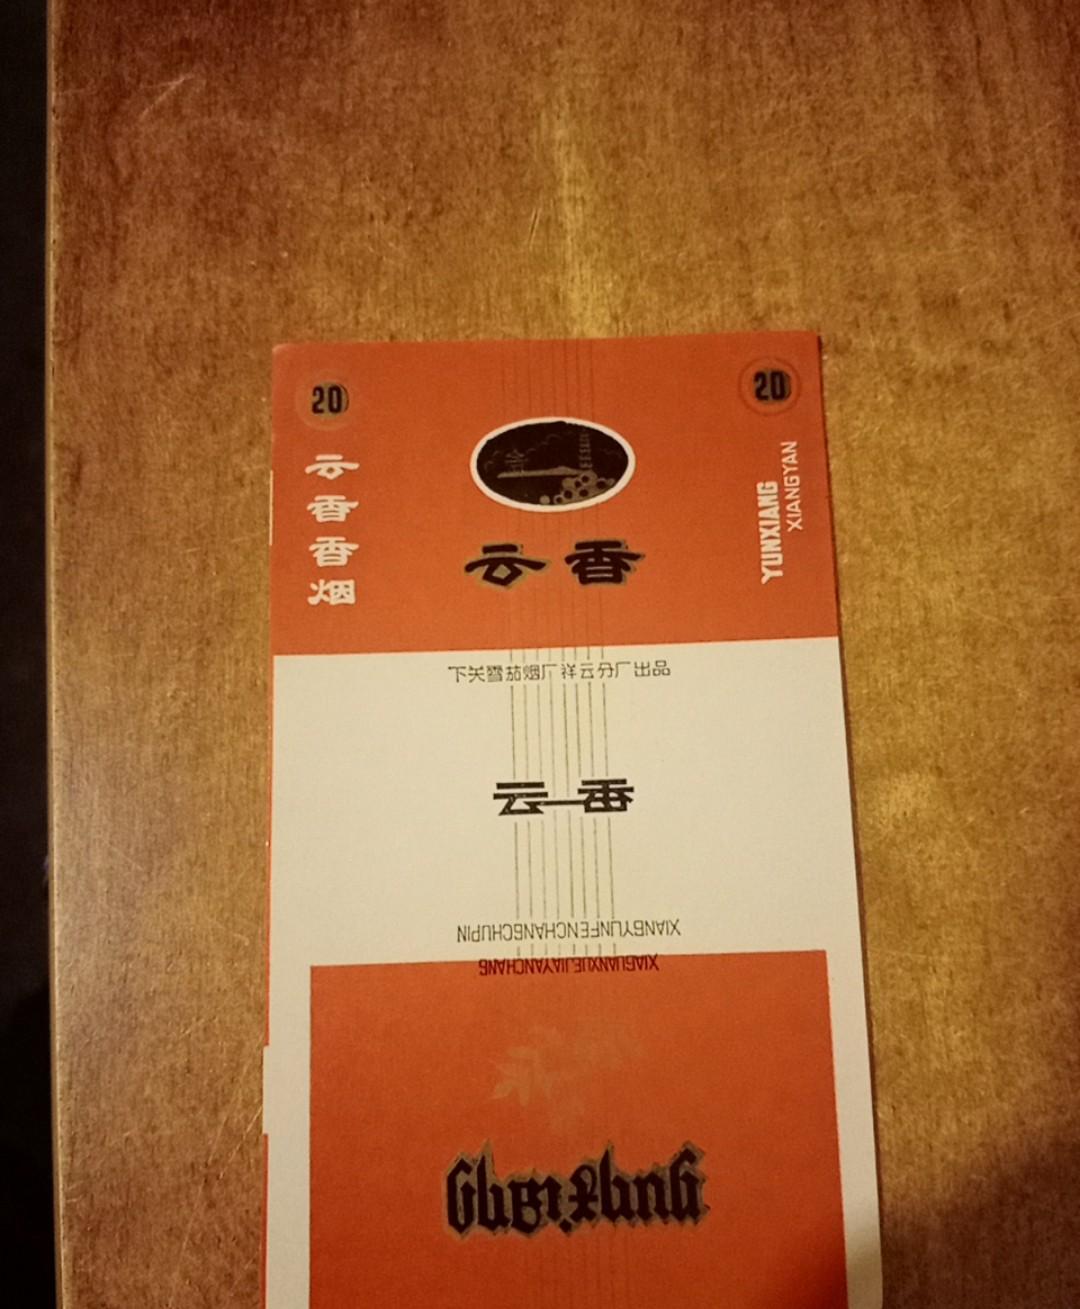 20
20
云香香烟
YUNXIANG
XIANGYAN
云香
下关雪茄烟厂祥云分厂出品
云香
XIANGYUNFENCHANGCHUPIN
XIAGUANXUEJIAYANCHANG
yunxiang